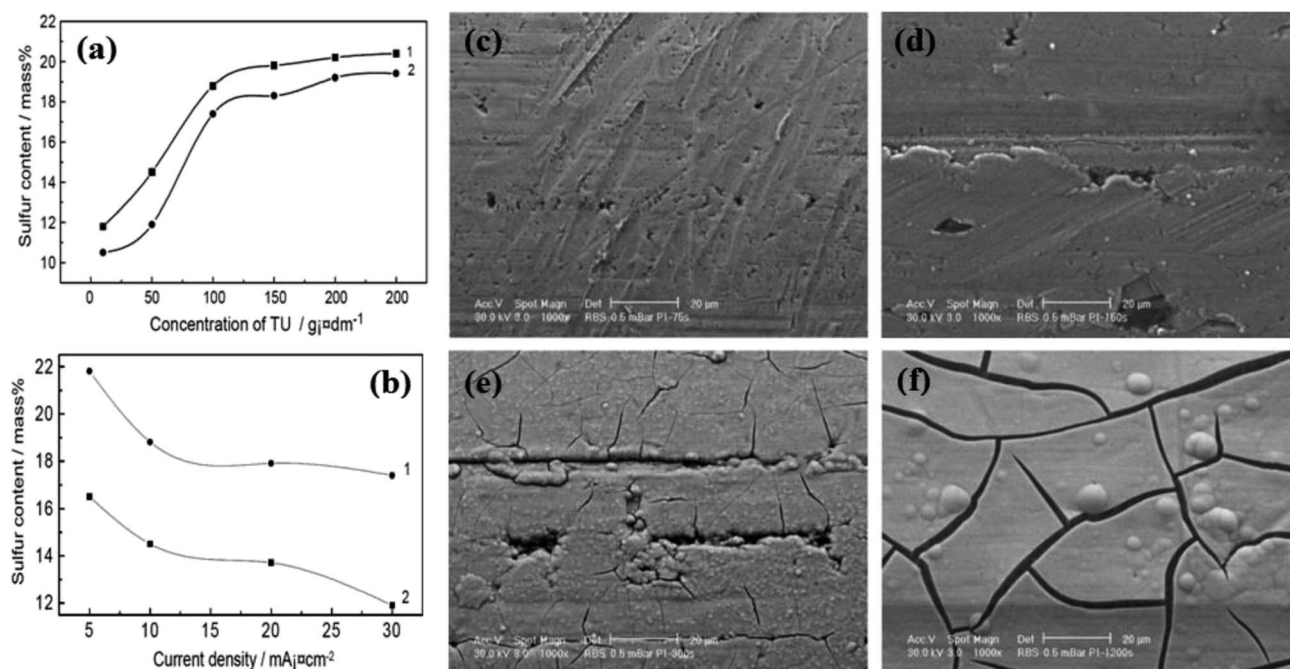 (a)
22
20
18
16
14
12
10
1
2
0 50 100 150 200 200
Sulfur content / mass%
Concentration of TU / g¡¤dm-1
(b)
22
20
18
16
14
12
1
2
5 10 15 20 25 30
Sulfur content / mass%
Current density / mA¡¤cm-2
(c)
Acc.V Spot Magn Det 20 µm
30.0 kV 3.0 1000x RBS 0.5 mBar PI-75s
(d)
Acc.V Spot Magn Det 20 µm
30.0 kV 3.0 1000x RBS 0.5 mBar PI-150s
(e)
Acc.V Spot Magn Det 20 µm
30.0 kV 3.0 1000x RBS 0.5 mBar PI-300s
(f)
Acc.V Spot Magn Det 20 µm
30.0 kV 3.0 1000x RBS 0.5 mBar PI-1200s